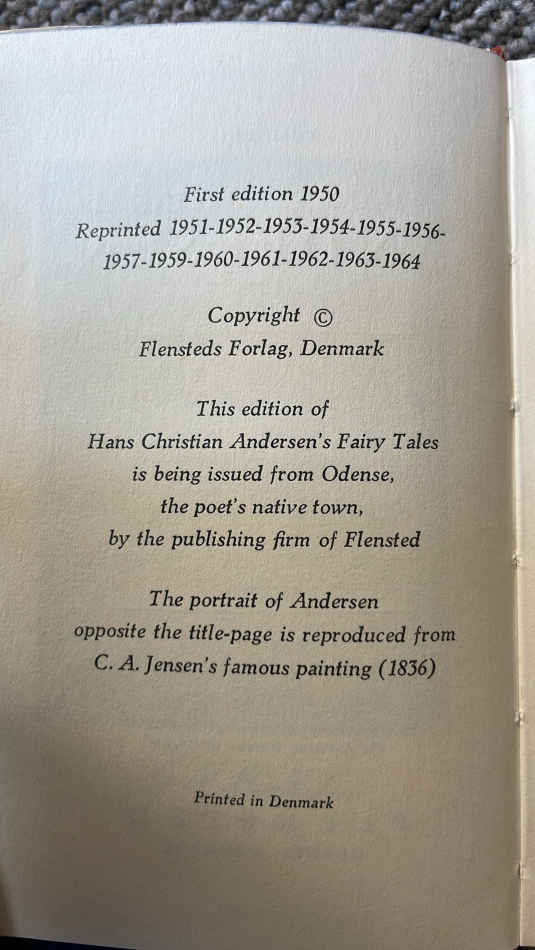 First edition 1950
Reprinted 1951-1952-1953-1954-1955-1956-
1957-1959-1960-1961-1962-1963-1964
Copyright ©
Flensteds Forlag, Denmark
This edition of
Hans Christian Andersen's Fairy Tales
is being issued from Odense,
the poet's native town,
by the publishing firm of Flensted
The portrait of Andersen
opposite the title-page is reproduced from
C. A. Jensen's famous painting (1836)
Printed in Denmark